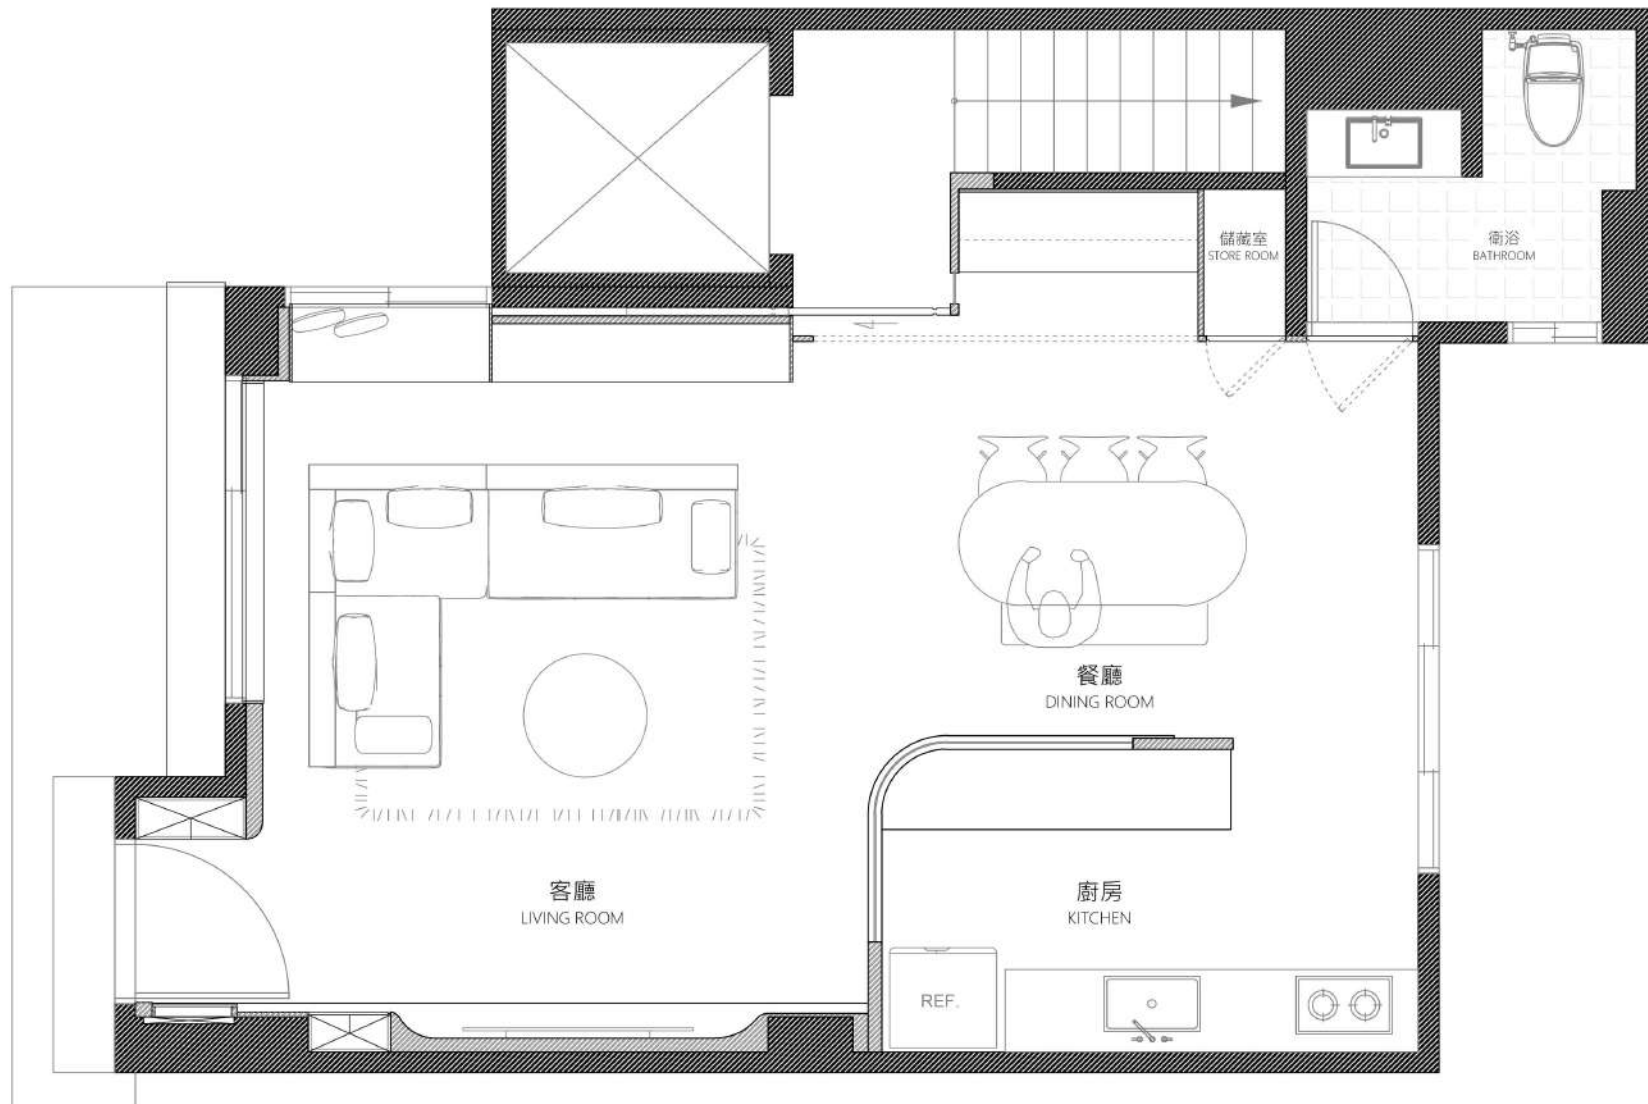 儲藏室
STORE ROOM
衛浴
BATHROOM
餐廳
DINING ROOM
客廳
LIVING ROOM
廚房
KITCHEN
REF.